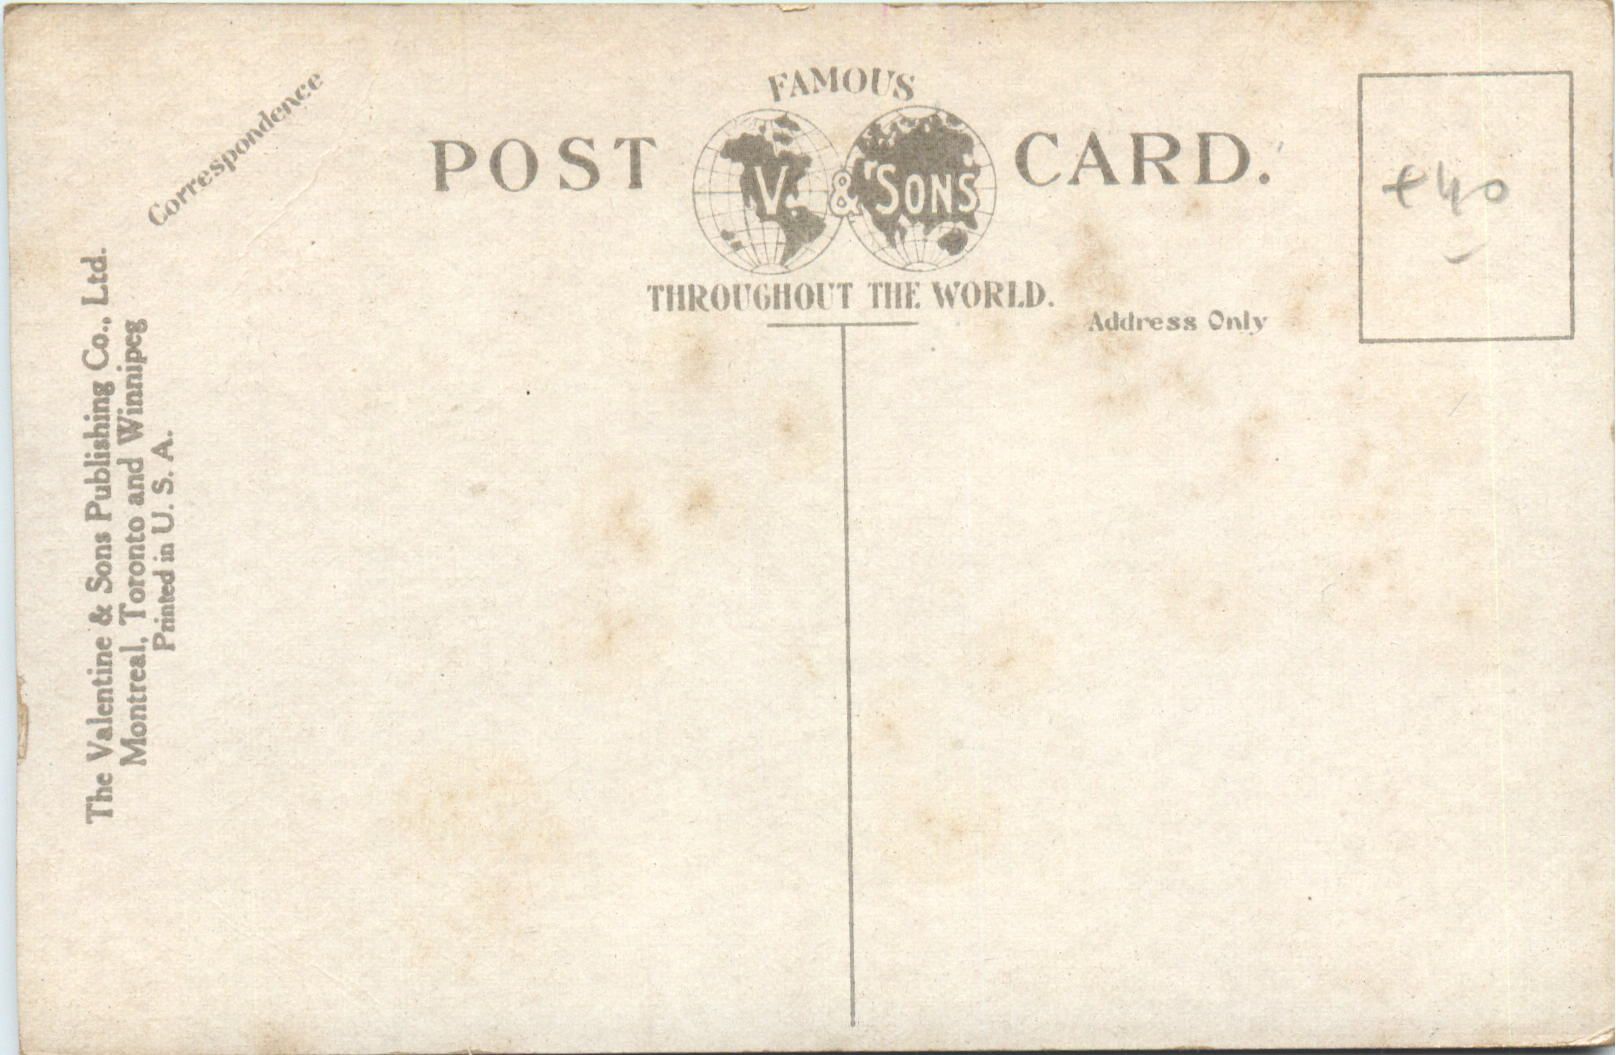 Correspondence
FAMOUS
POST V. & SONS CARD.
THROUGHOUT THE WORLD.
Address Only
The Valentine & Sons Publishing Co., Ltd.
Montreal, Toronto and Winnipeg
Printed in U. S. A.